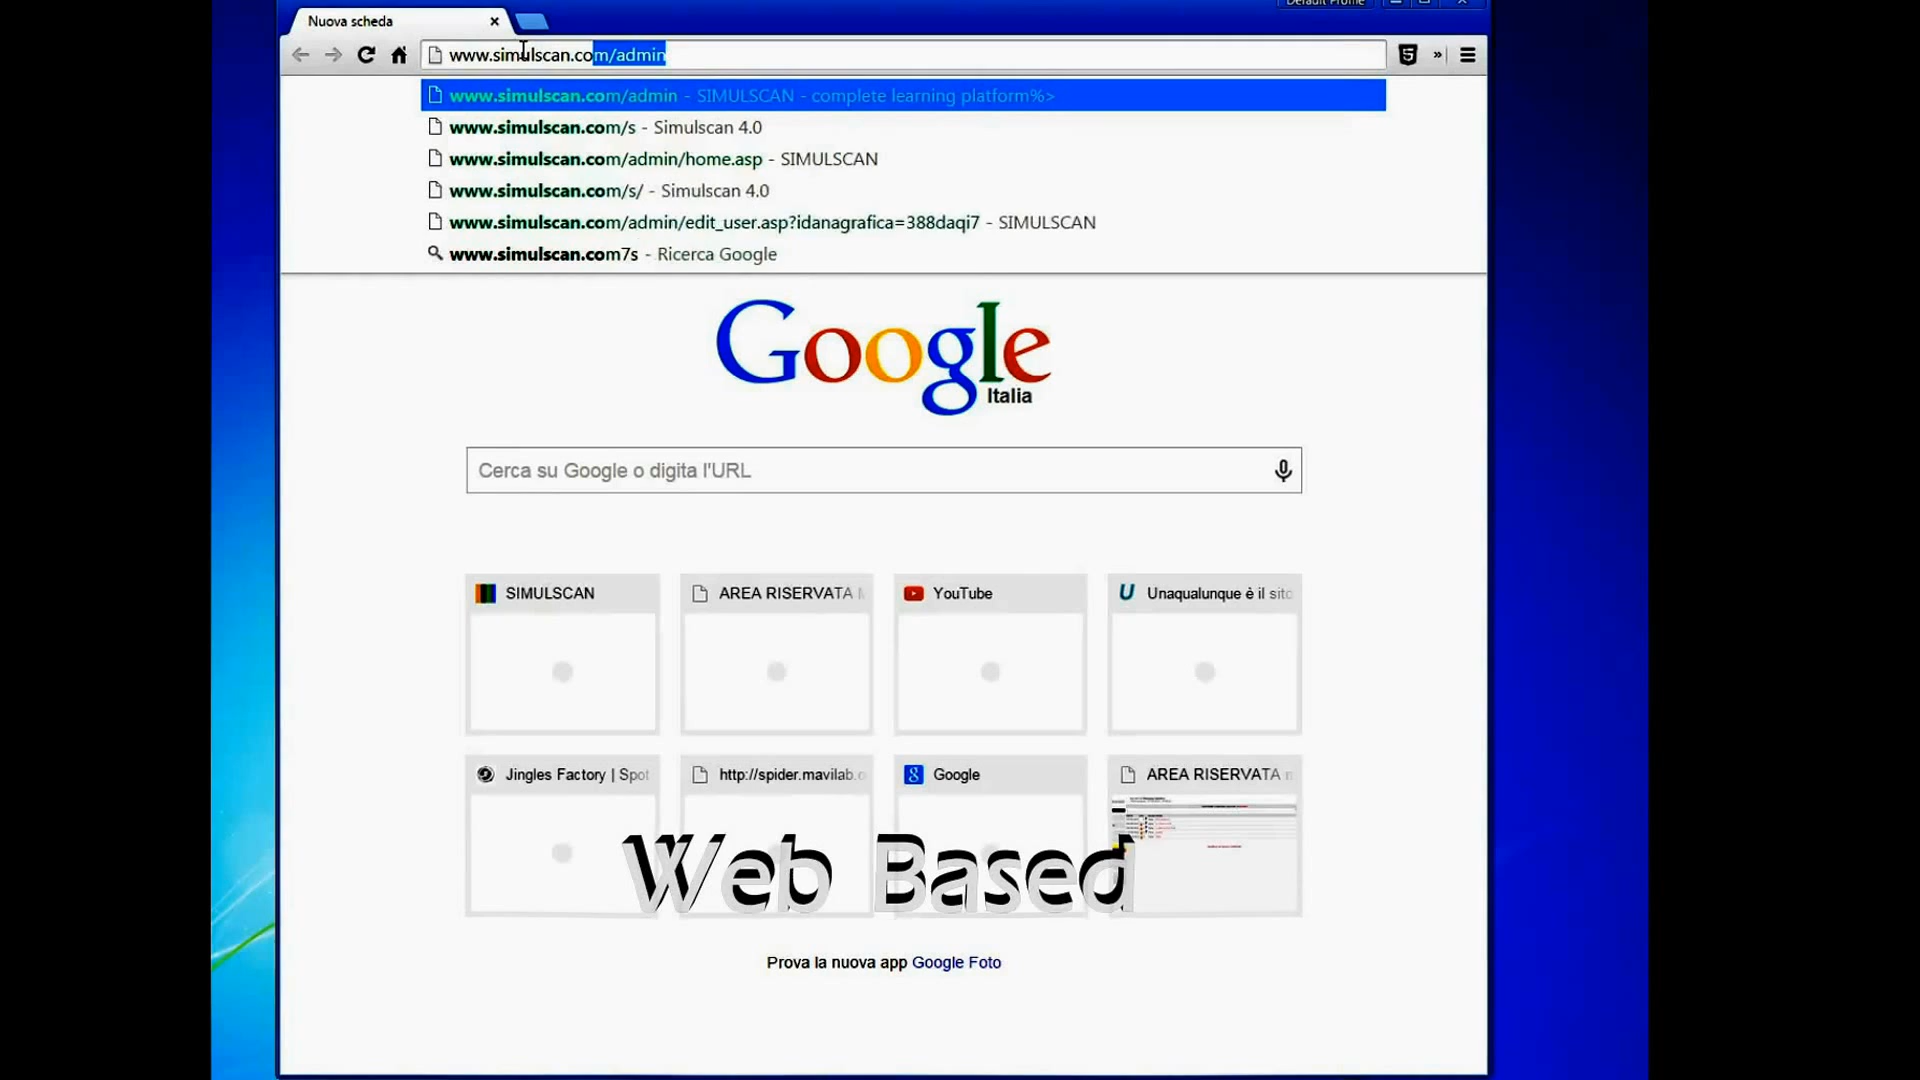 Default Profile
Nuova scheda
www.simulscan.com/admin
www.simulscan.com/admin - SIMULSCAN - complete learning platform%>
www.simulscan.com/s - Simulscan 4.0
www.simulscan.com/admin/home.asp - SIMULSCAN
www.simulscan.com/s/ - Simulscan 4.0
www.simulscan.com/admin/edit_user.asp?idanagrafica=388daqi7 - SIMULSCAN
www.simulscan.com7s - Ricerca Google
Google
Italia
Cerca su Google o digita l'URL
SIMULSCAN
AREA RISERVATA
YouTube
Unaqualunque è il sito
Jingles Factory | Spot
http://spider.mavilab.
Google
AREA RISERVATA
Web Based
Prova la nuova app Google Foto